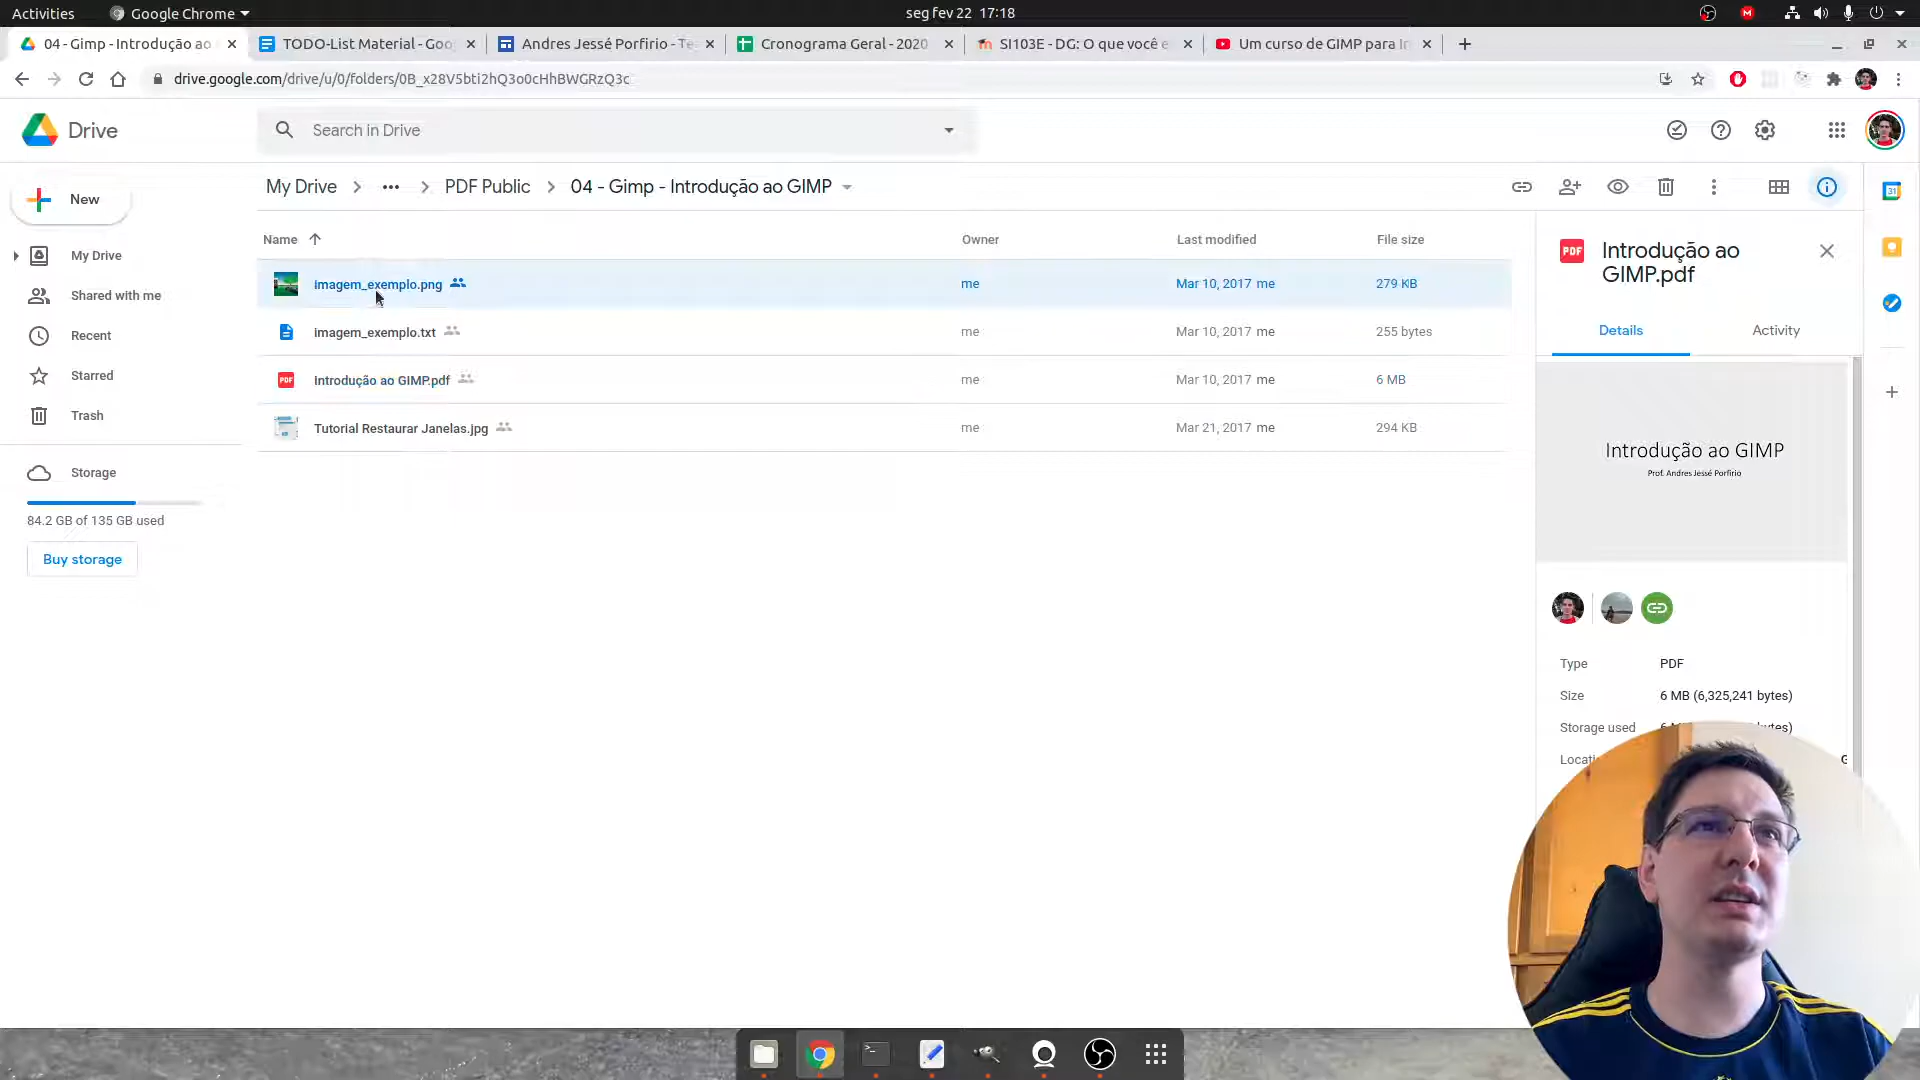 Activities
Google Chrome
seg fev 22 17:18
04 - Gimp - Introdução ao
TODO-List Material - Goo
Andres Jessé Porfirio - Te
Cronograma Geral - 2020
SI103E - DG: O que você e
Um curso de GIMP para In
drive.google.com/drive/u/0/folders/0B_x28V5bti2hQ3o0cHhBWGRzQ3c
Drive
Search in Drive
New
My Drive
Shared with me
Recent
Starred
Trash
Storage
84.2 GB of 135 GB used
Buy storage
My Drive > ••• > PDF Public > 04 - Gimp - Introdução ao GIMP
Name Owner Last modified File size
imagem_exemplo.png me Mar 10, 2017 me 279 KB
imagem_exemplo.txt me Mar 10, 2017 me 255 bytes
PDF Introdução ao GIMP.pdf me Mar 10, 2017 me 6 MB
Tutorial Restaurar Janelas.jpg me Mar 21, 2017 me 294 KB
PDF
Introdução ao
GIMP.pdf
Details Activity
Introdução ao GIMP
Prof. Andres Jessé Porfirio
Type PDF
Size 6 MB (6,325,241 bytes)
Storage used
31